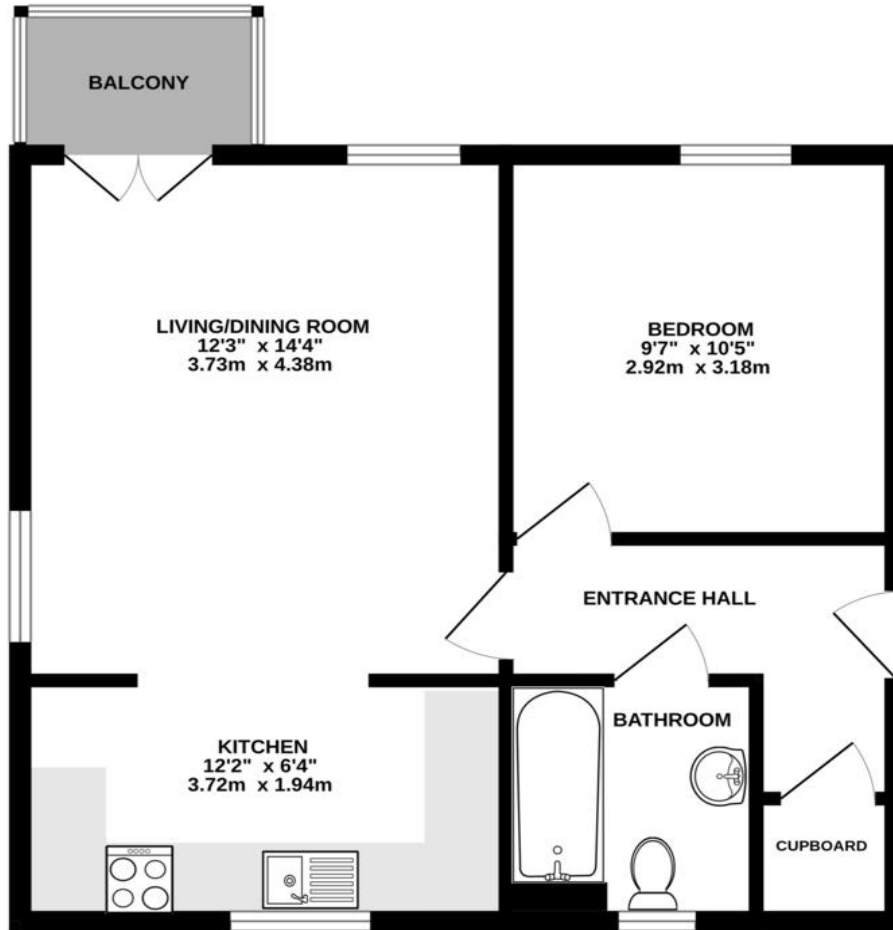 BALCONY
LIVING/DINING ROOM
12'3" x 14'4"
3.73m x 4.38m
BEDROOM
9'7" x 10'5"
2.92m x 3.18m
ENTRANCE HALL
KITCHEN
12'2" x 6'4"
3.72m x 1.94m
BATHROOM
CUPBOARD